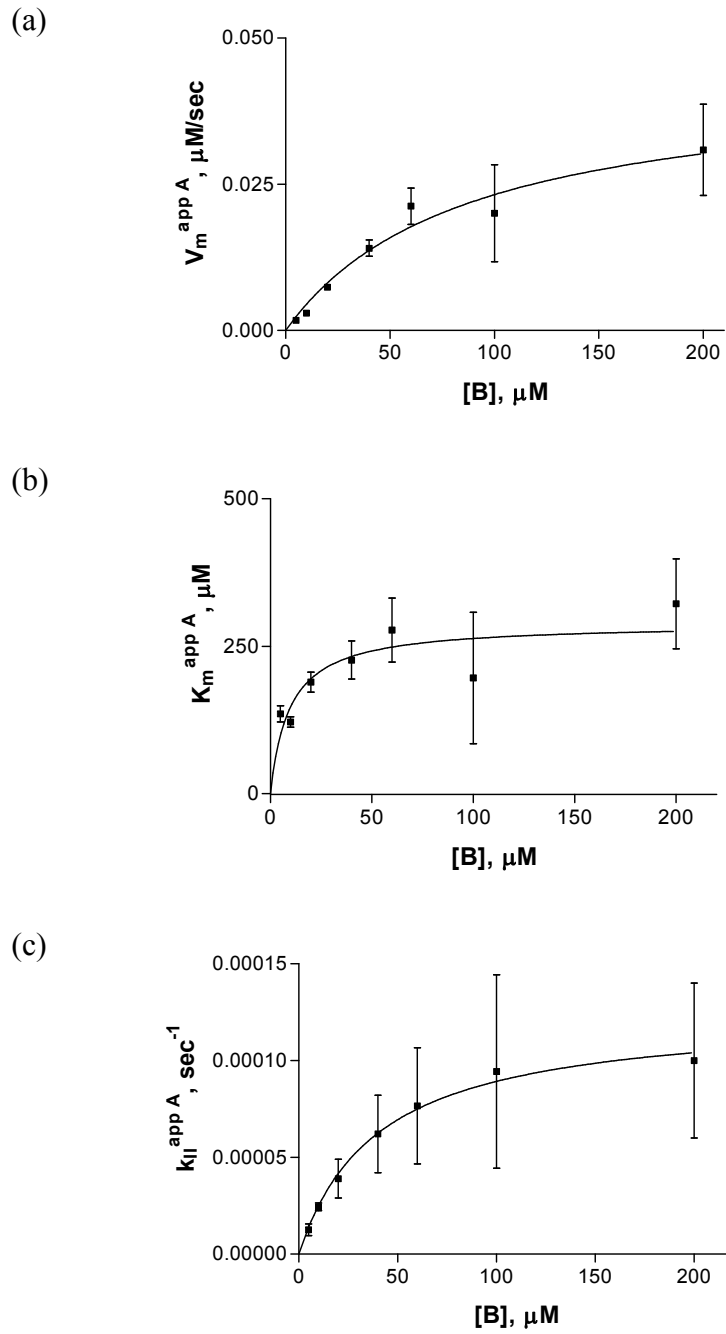 (a)
V_m^app A, μM/sec
0.050
0.025
0.000
0 50 100 150 200
[B], μM
(b)
K_m^app A, μM
500
250
0
0 50 100 150 200
[B], μM
(c)
k_II^app A, sec^-1
0.00015
0.00010
0.00005
0.00000
0 50 100 150 200
[B], μM